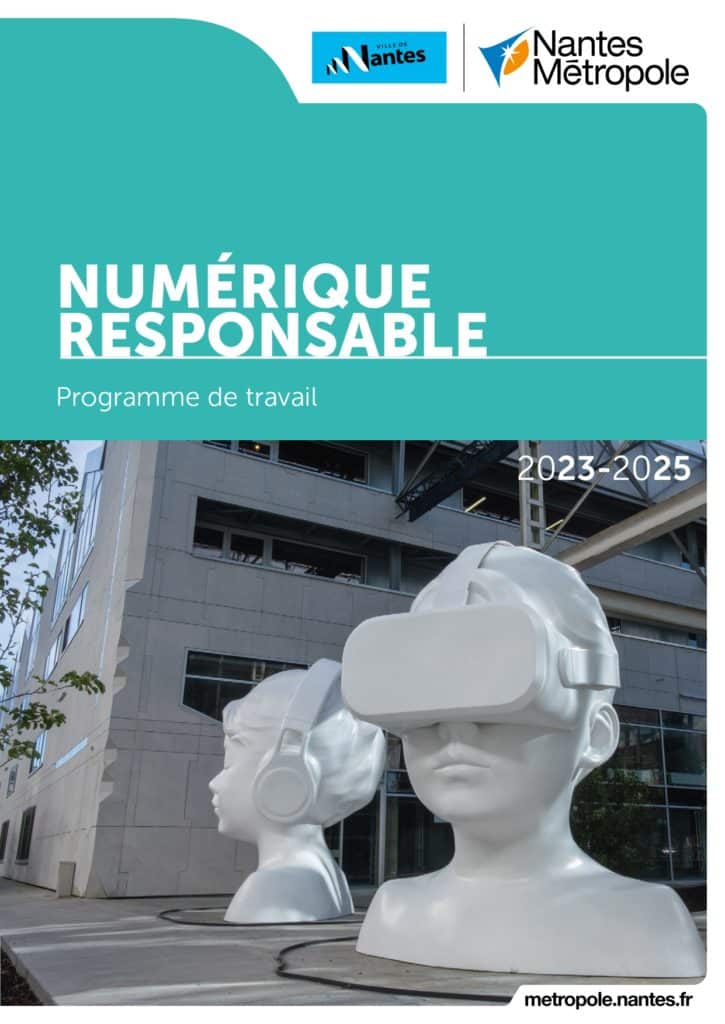 VILLE DE
Nantes
Nantes
Métropole
NUMÉRIQUE
RESPONSABLE
Programme de travail
2023-2025
metropole.nantes.fr